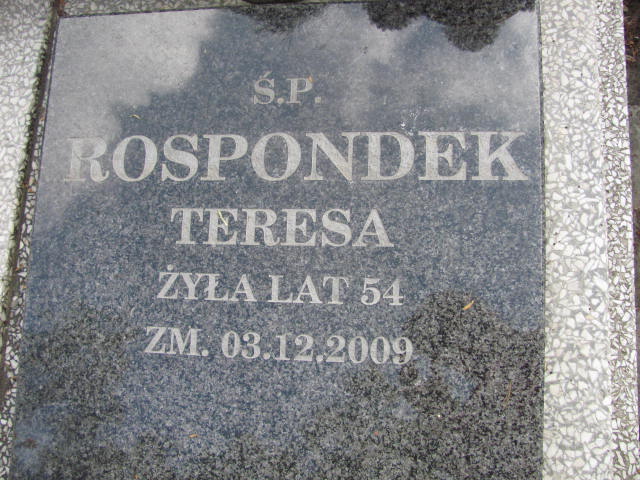 Ś.P.
ROSPONDEK
TERESA
ŻYŁA LAT 54
ZM. 03.12.2009